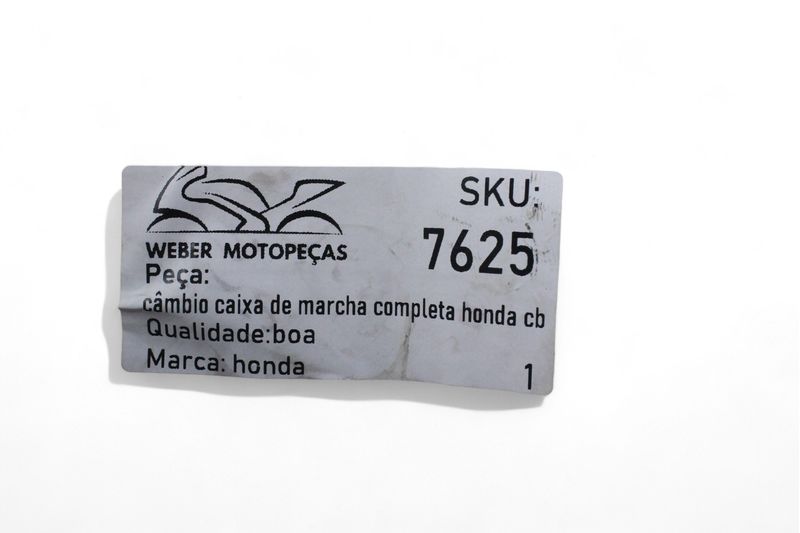 SKU:
7625
WEBER MOTOPEÇAS
Peça:
câmbio caixa de marcha completa honda cb
Qualidade:boa
Marca: honda
1